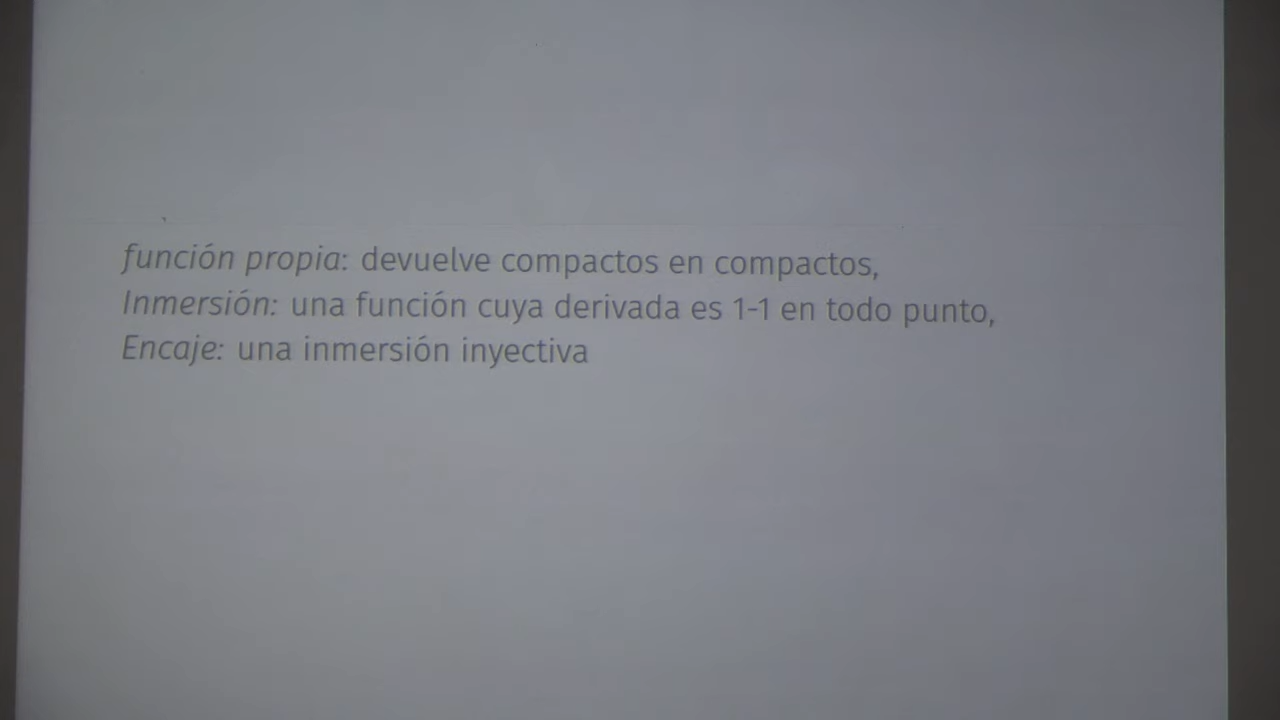 función propia: devuelve compactos en compactos,
Inmersión: una función cuya derivada es 1-1 en todo punto,
Encaje: una inmersión inyectiva